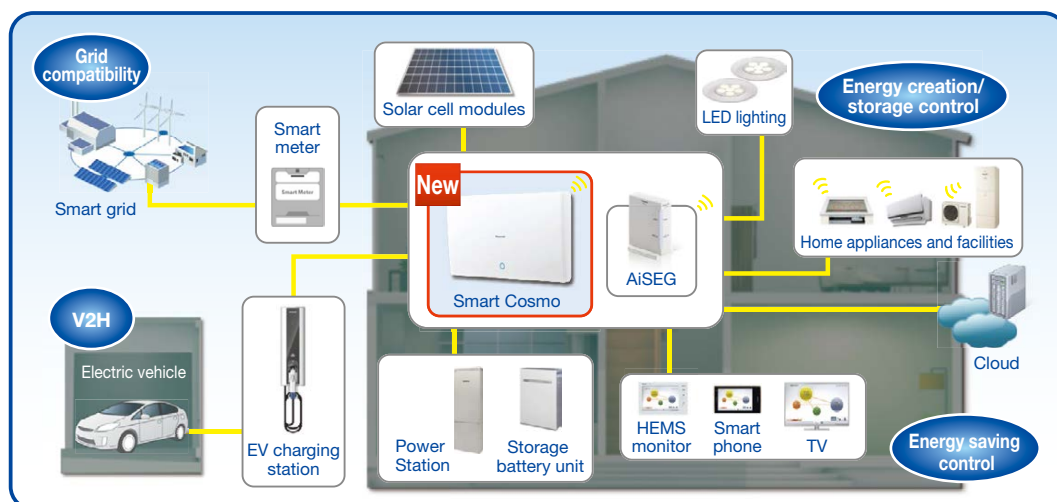 Grid
compatibility
Smart grid
Smart
meter
Smart Meter
Solar cell modules
LED lighting
Energy creation/
storage control
New
Smart Cosmo
AiSEG
Home appliances and facilities
V2H
Electric vehicle
EV charging
station
Power
Station
Storage
battery unit
HEMS
monitor
Smart
phone
TV
Cloud
Energy saving
control